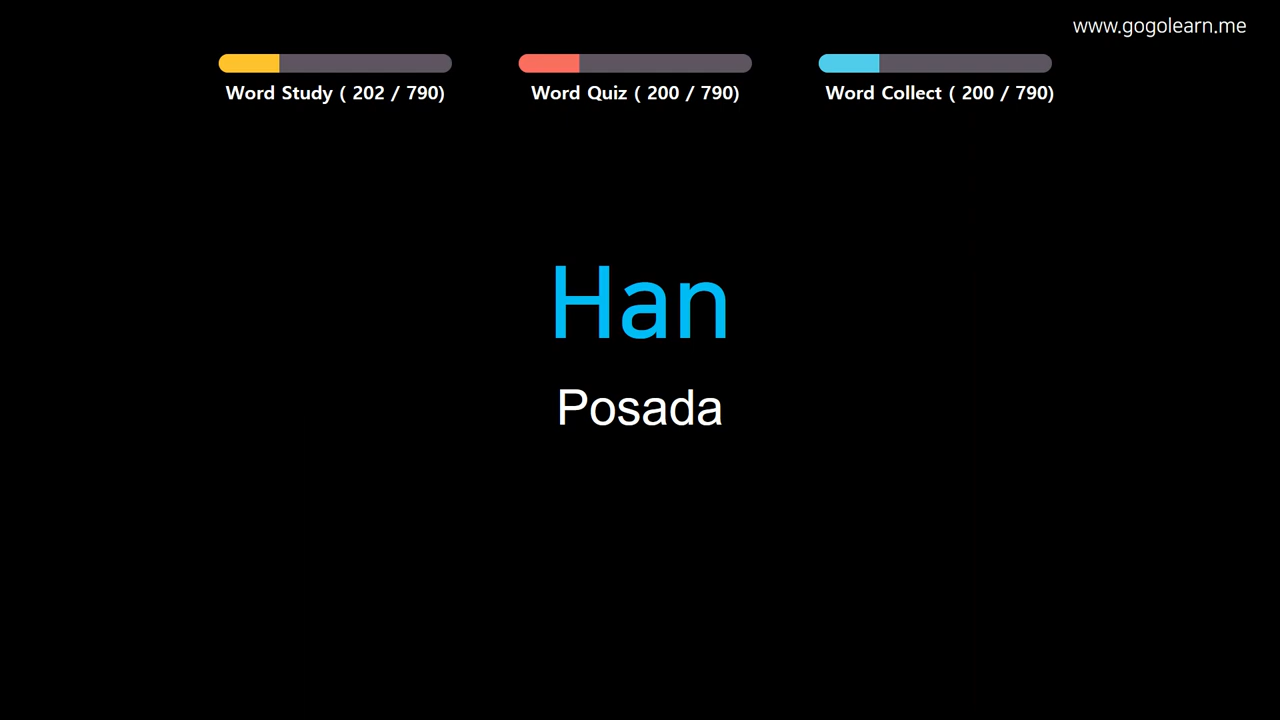 www.gogolearn.me
Word Study ( 202 / 790)
Word Quiz ( 200 / 790)
Word Collect ( 200 / 790)
Han
Posada